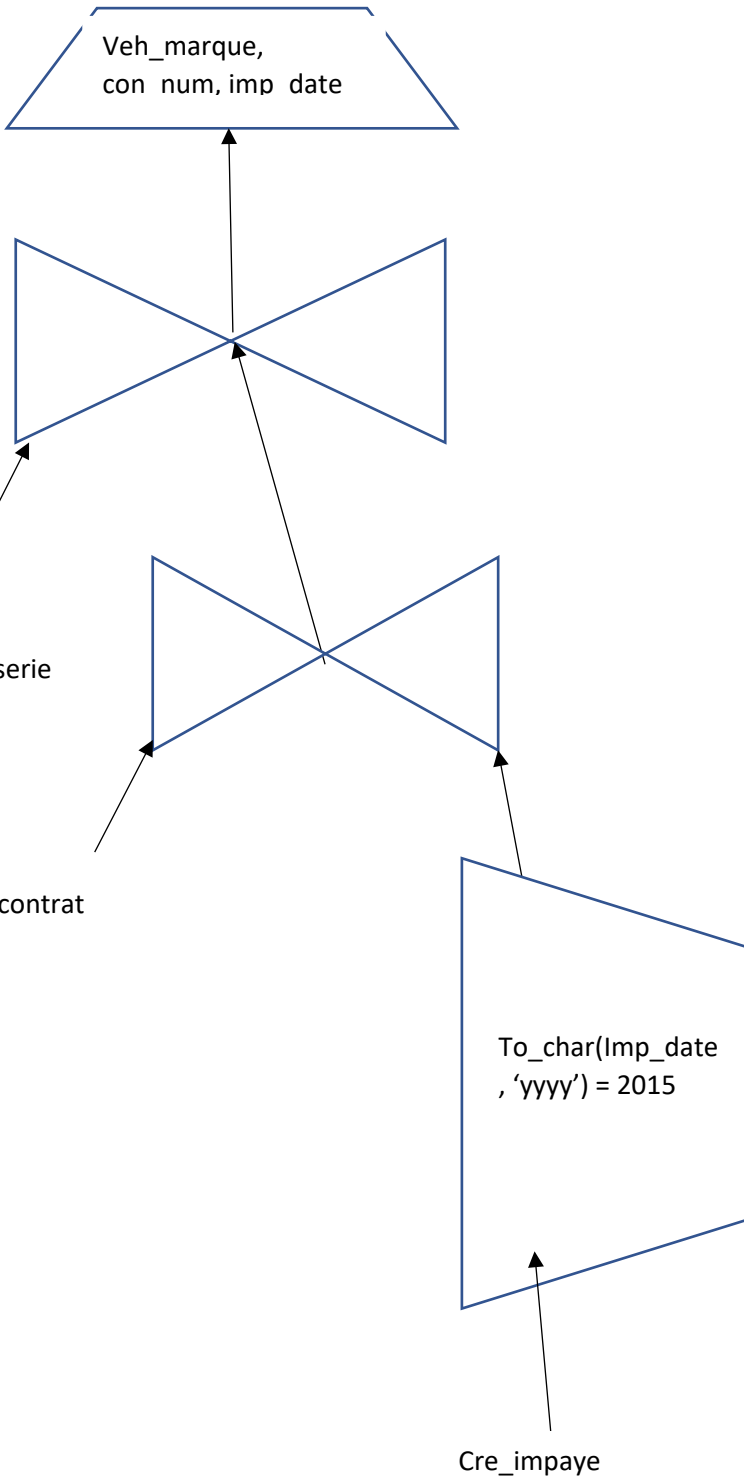 Veh_marque,
con_num, imp_date
serie
contrat
To_char(Imp_date
, ‘yyyy’) = 2015
Cre_impaye